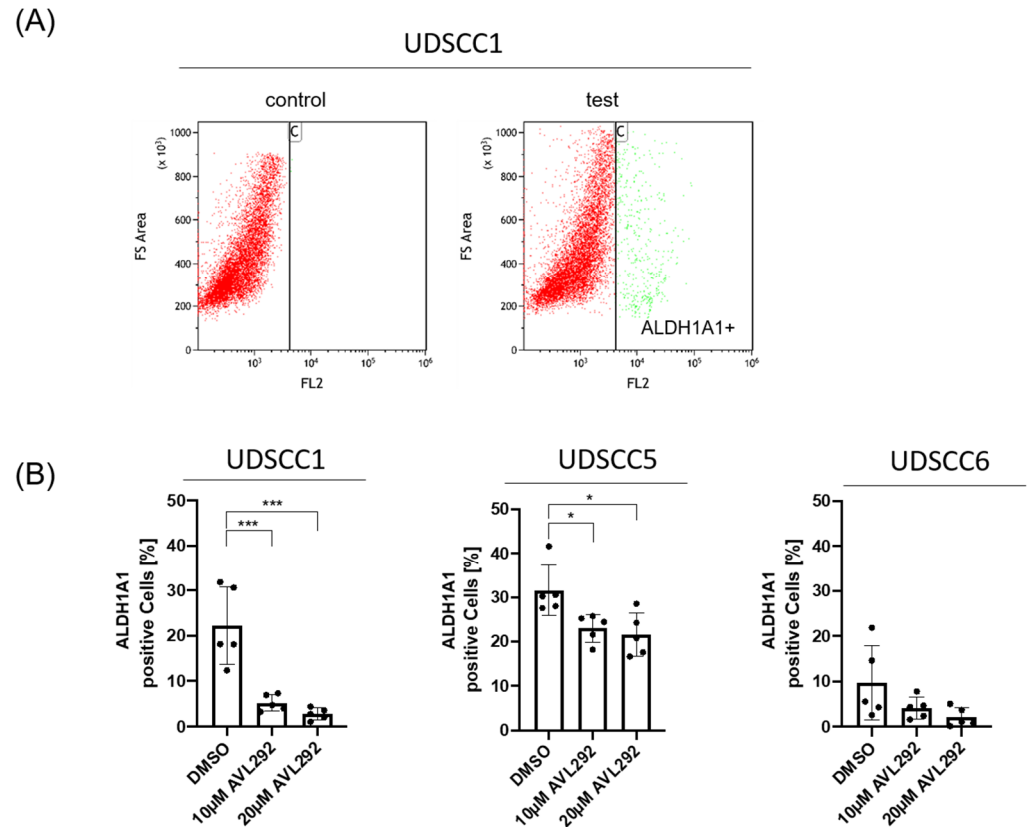 (A)
UDSCC1
control
test
(x 10³)
FS Area
1000
800
600
400
200
0
C
10³
10⁴
10⁵
10⁶
FL2
(x 10³)
FS Area
1000
800
600
400
200
0
C
ALDH1A1+
10³
10⁴
10⁵
10⁶
FL2
(B)
UDSCC1
ALDH1A1
positive Cells [%]
50
40
30
20
10
0
***
***
DMSO
10µM AVL292
20µM AVL292
UDSCC5
ALDH1A1
positive Cells [%]
50
40
30
20
10
0
*
*
DMSO
10µM AVL292
20µM AVL292
UDSCC6
ALDH1A1
positive Cells [%]
50
40
30
20
10
0
DMSO
10µM AVL292
20µM AVL292